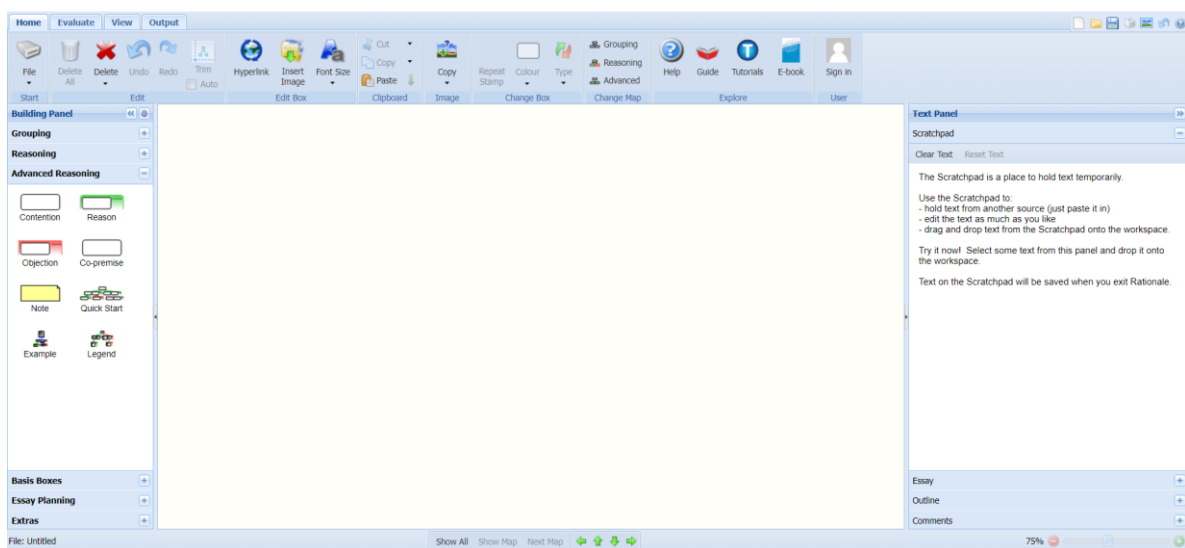 Home Evaluate View Output
File Delete All Delete Undo Redo Trim Auto Hyperlink Insert Image Font Size Cut Copy Paste Copy Repeat Stamp Colour Type Grouping Reasoning Advanced Help Guide Tutorials E-book Sign in
Start Edit Edit Box Clipboard Image Change Box Change Map Explore User
Building Panel
Grouping
Reasoning
Advanced Reasoning
Contention Reason
Objection Co-premise
Note Quick Start
Example Legend
Basis Boxes
Essay Planning
Extras
Text Panel
Scratchpad
Clear Text Reset Text
The Scratchpad is a place to hold text temporarily.
Use the Scratchpad to:
- hold text from another source (just paste it in)
- edit the text as much as you like
- drag and drop text from the Scratchpad onto the workspace.
Try it now! Select some text from this panel and drop it onto
the workspace.
Text on the Scratchpad will be saved when you exit Rationale.
Essay
Outline
Comments
File: Untitled Show All Show Map Next Map 75%